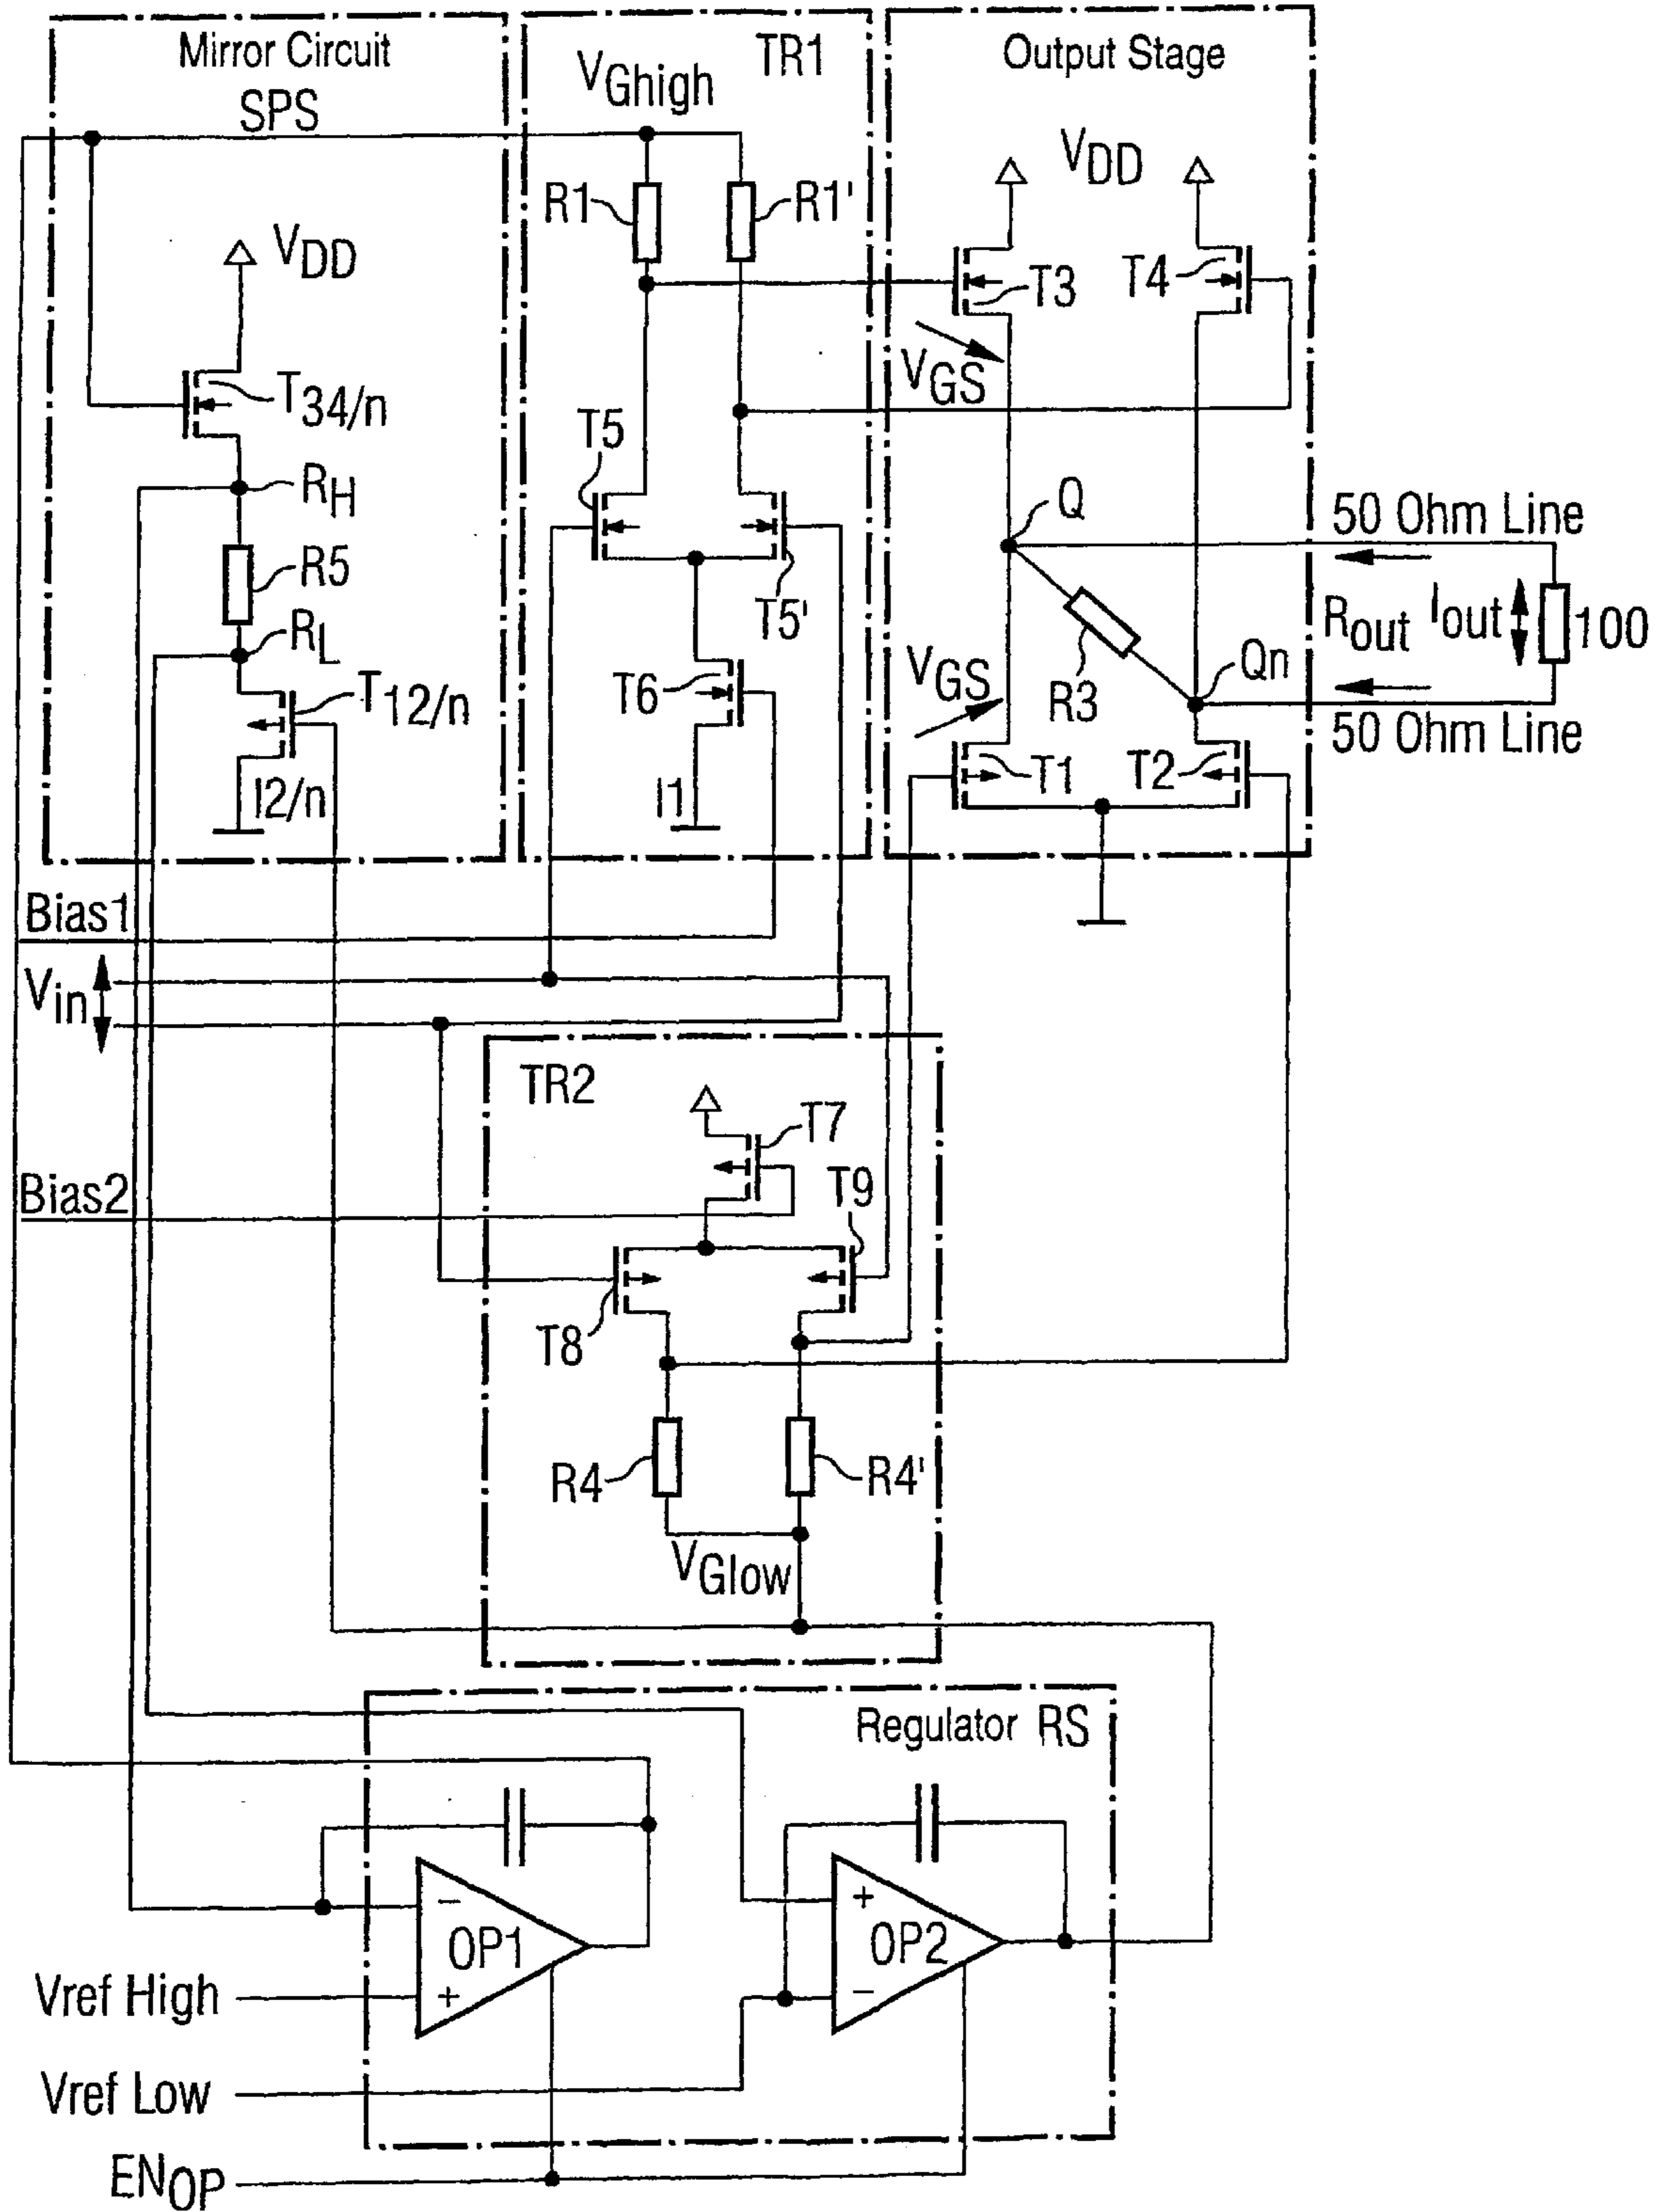 Mirror Circuit
SPS
VGhigh
TR1
Output Stage
VDD
R1
R1'
VDD
T3
T4
T34/n
VGS
T5
RH
Q
50 Ohm Line
R5
T5'
Rout
Iout
100
RL
T6
VGS
R3
Qn
T12/n
50 Ohm Line
I2/n
I1
T1
T2
Bias1
Vin
TR2
T7
Bias2
T9
T8
R4
R4'
VGlow
Regulator RS
−
+
OP1
OP2
Vref High
+
−
Vref Low
ENOP